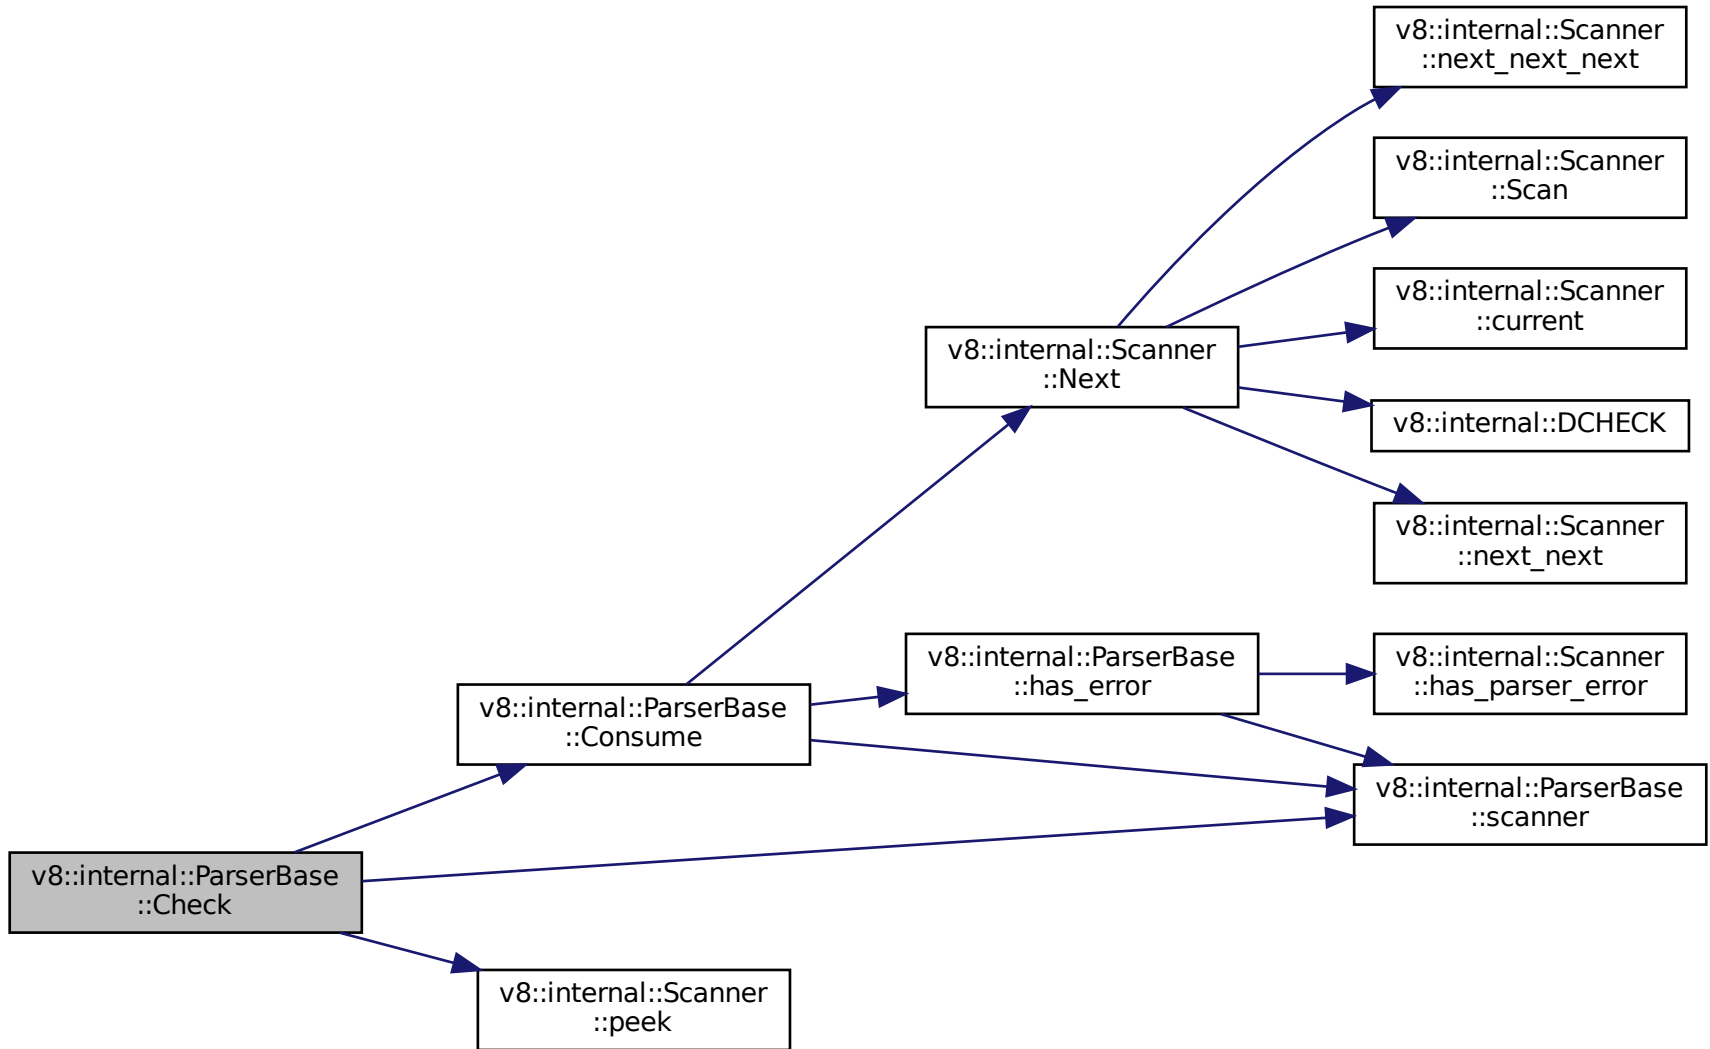 v8::internal::Scanner
::next_next_next
v8::internal::Scanner
::Scan
v8::internal::Scanner
::current
v8::internal::Scanner
::Next
v8::internal::DCHECK
v8::internal::Scanner
::next_next
v8::internal::ParserBase
::has_error
v8::internal::Scanner
::has_parser_error
v8::internal::ParserBase
::Consume
v8::internal::ParserBase
::scanner
v8::internal::ParserBase
::Check
v8::internal::Scanner
::peek